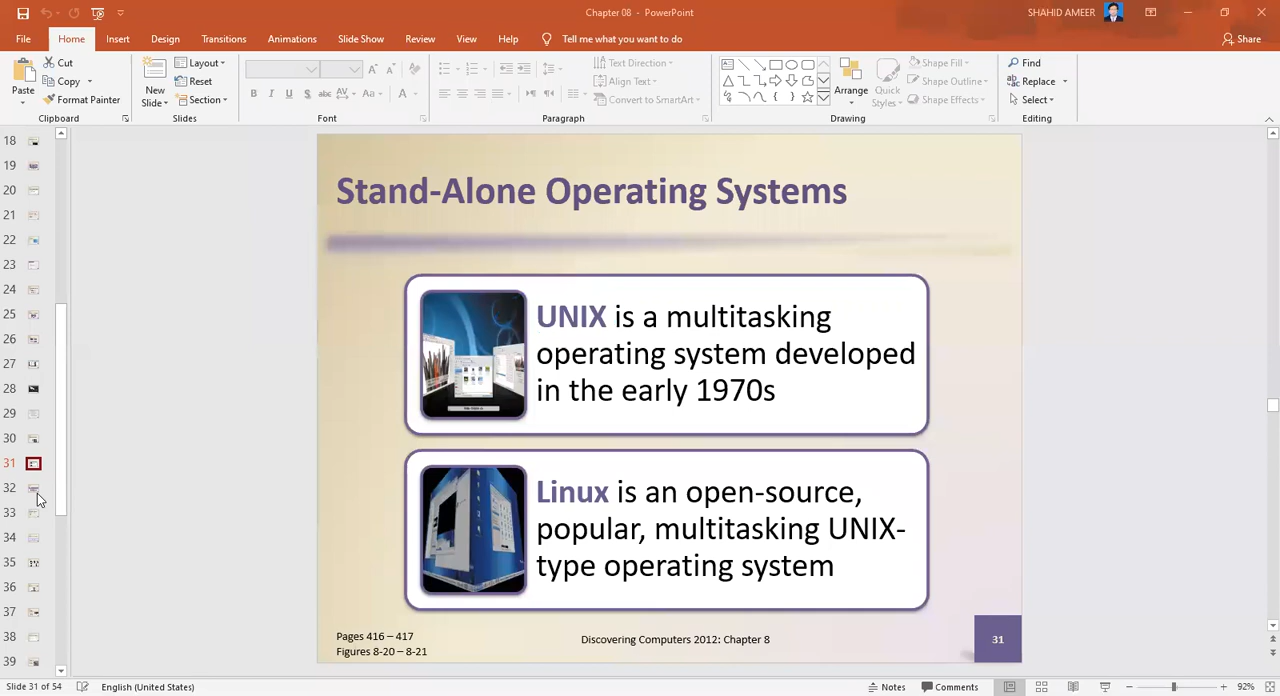 Chapter 08 - PowerPoint
SHAHID AMEER
File Home Insert Design Transitions Animations Slide Show Review View Help Tell me what you want to do
Share
Paste
Cut
Copy
Format Painter
Clipboard
New
Slide
Layout
Reset
Section
Slides
B I U S abc AV Aa A
Font
Text Direction
Align Text
Convert to SmartArt
Paragraph
Arrange
Quick
Styles
Shape Fill
Shape Outline
Shape Effects
Drawing
Find
Replace
Select
Editing
18
19
20
21
22
23
24
25
26
27
28
29
30
31
32
33
34
35
36
37
38
39
Stand-Alone Operating Systems
UNIX is a multitasking
operating system developed
in the early 1970s
Linux is an open-source,
popular, multitasking UNIX-
type operating system
Pages 416 – 417
Figures 8-20 – 8-21
Discovering Computers 2012: Chapter 8
31
Slide 31 of 54 English (United States)
Notes Comments 92%